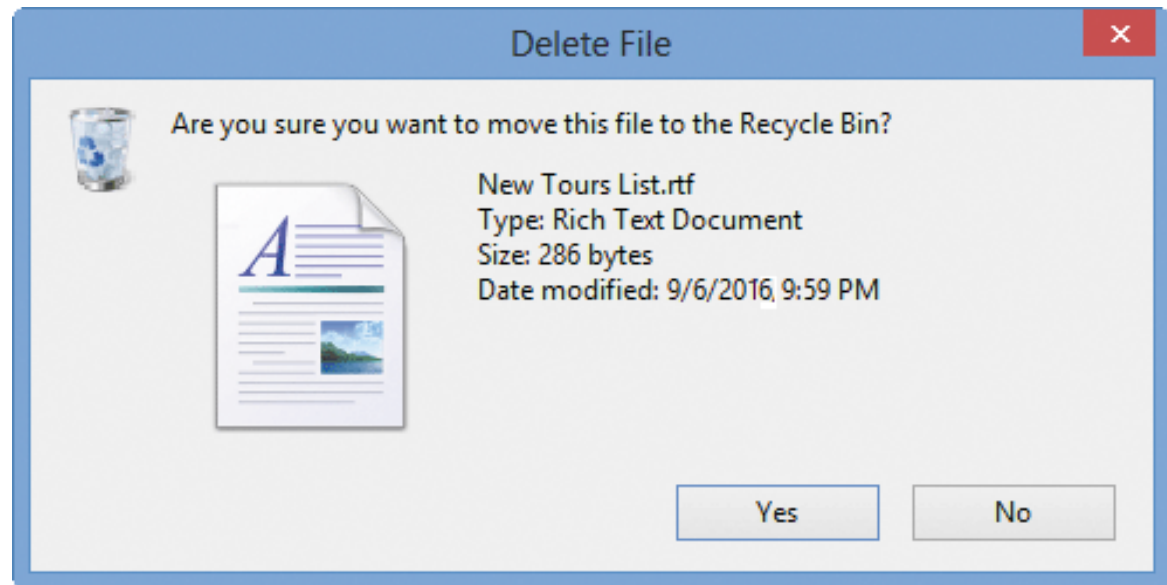 Delete File
Are you sure you want to move this file to the Recycle Bin?
New Tours List.rtf
Type: Rich Text Document
Size: 286 bytes
Date modified: 9/6/2016, 9:59 PM
Yes
No